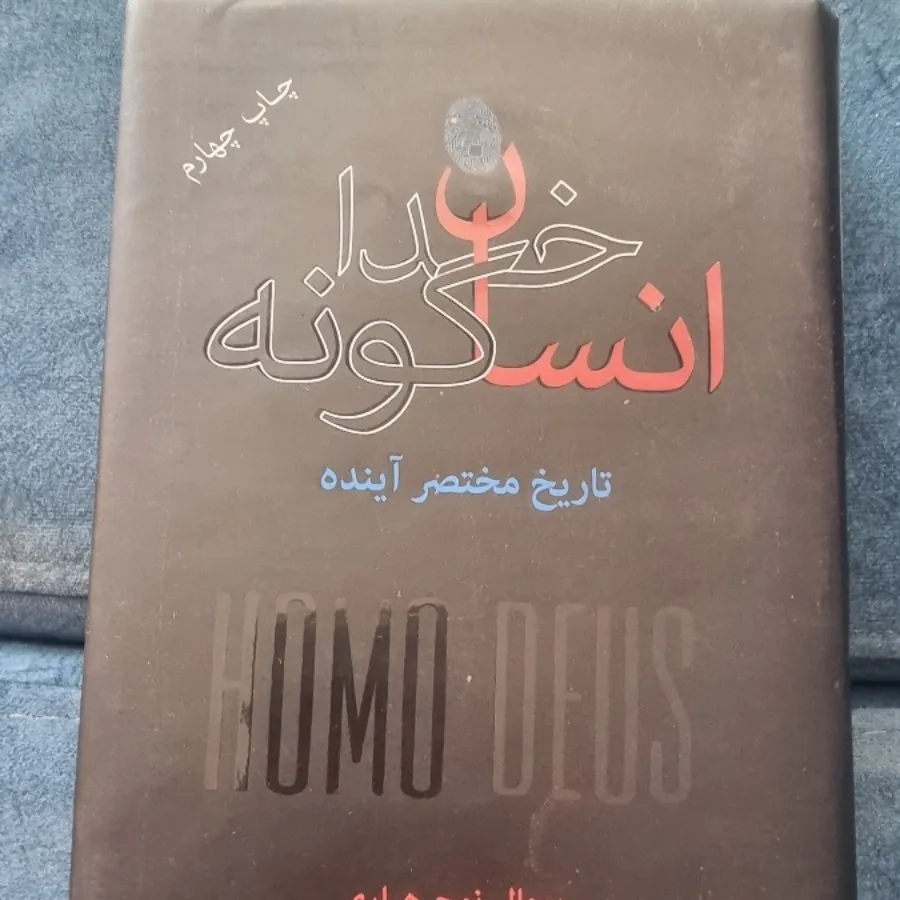 چاپ چهارم
انسان
خداگونه
تاریخ مختصر آینده
HOMO DEUS